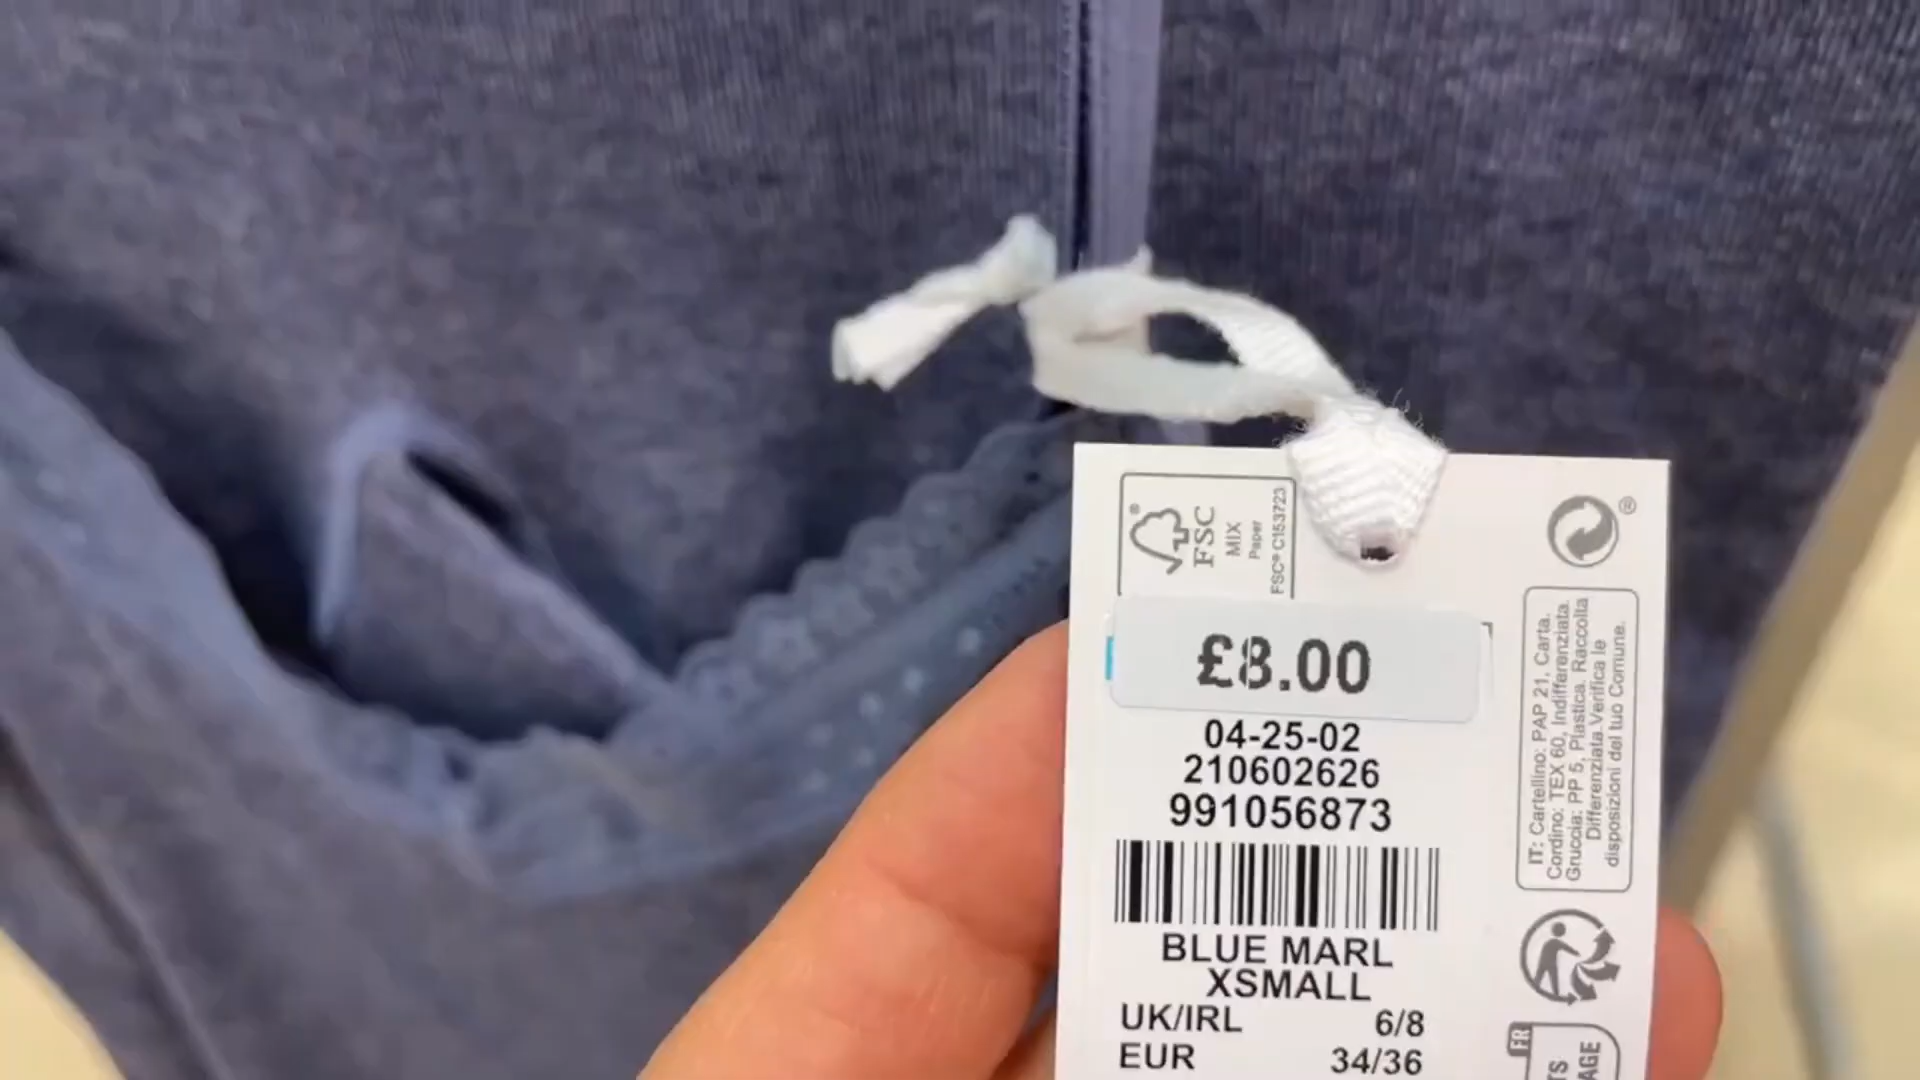 FSC®
MIX
Paper
FSC® C153723
®
£8.00
04-25-02
210602626
991056873
BLUE MARL
XSMALL
UK/IRL 6/8
EUR 34/36
IT: Cartellino: PAP 21, Carta.
Cordino: TEX 60, Indifferenziata.
Gruccia: PP 5, Plastica. Raccolta
Differenziata.Verifica le
disposizioni del tuo Comune.
FR